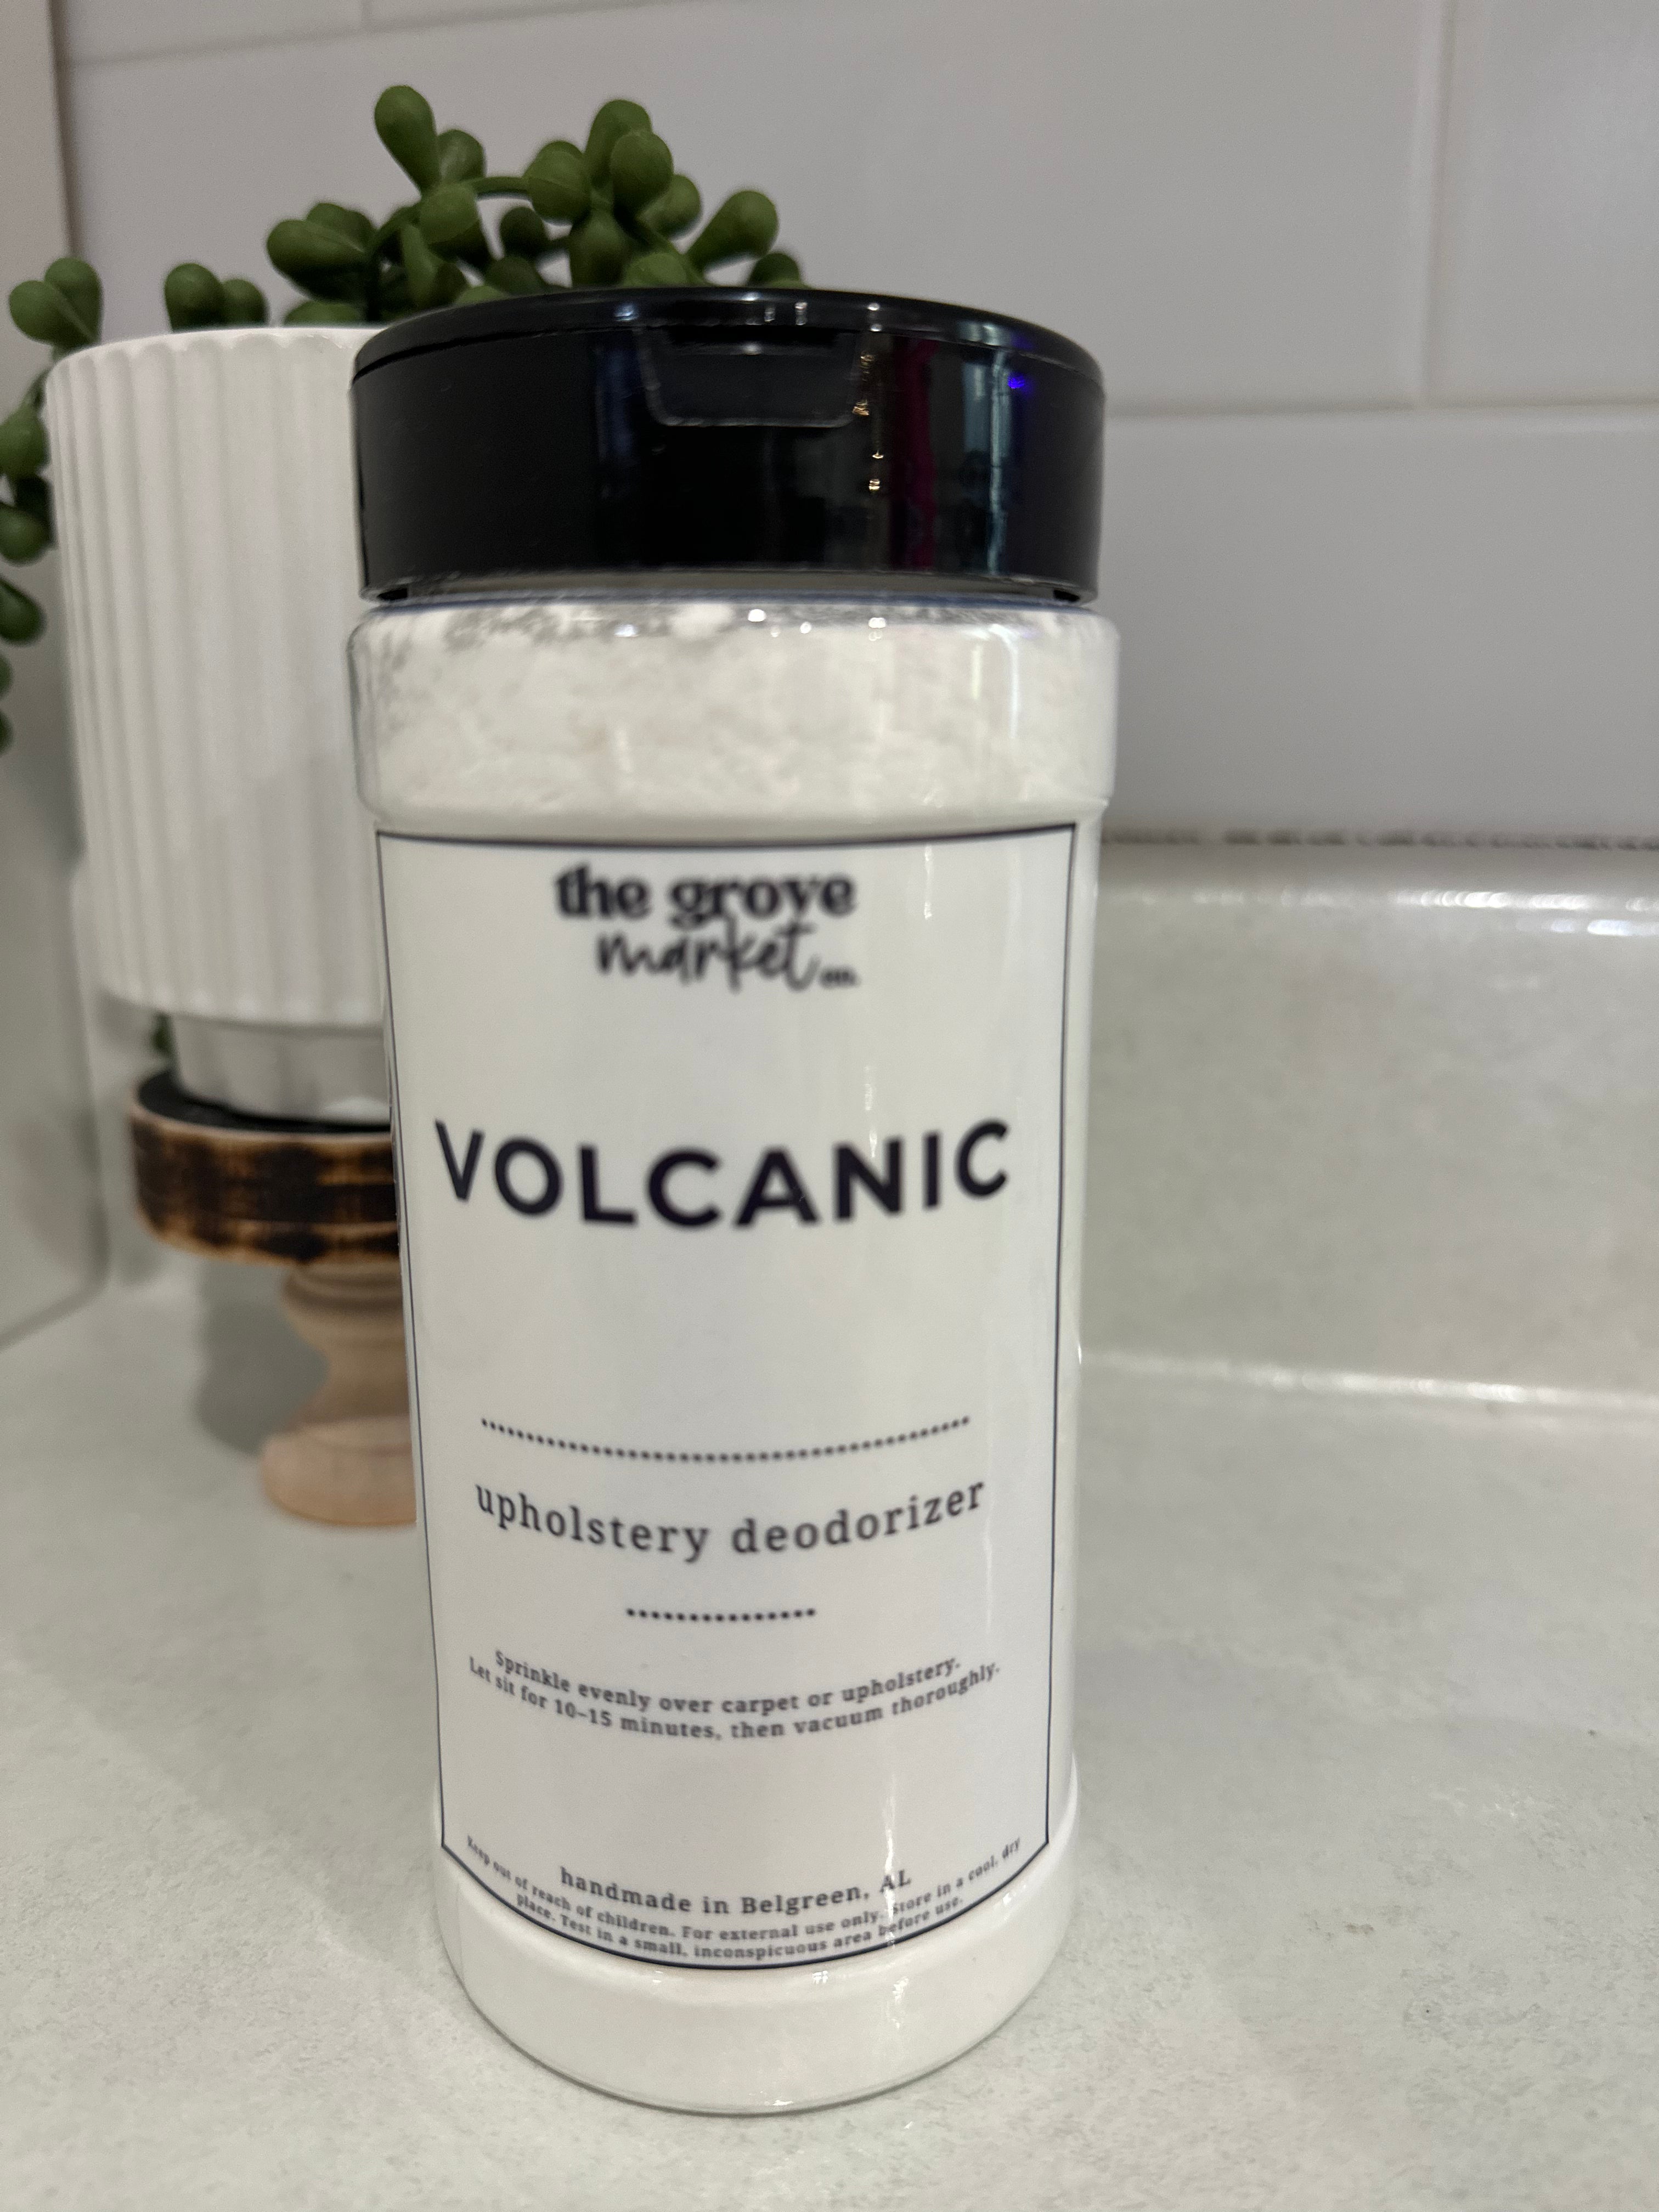 the grove
market co.
VOLCANIC
upholstery deodorizer
Sprinkle evenly over carpet or upholstery.
Let sit for 10–15 minutes, then vacuum thoroughly.
handmade in Belgreen, AL
Keep out of reach of children. For external use only. Store in a cool, dry
place. Test in a small, inconspicuous area before use.